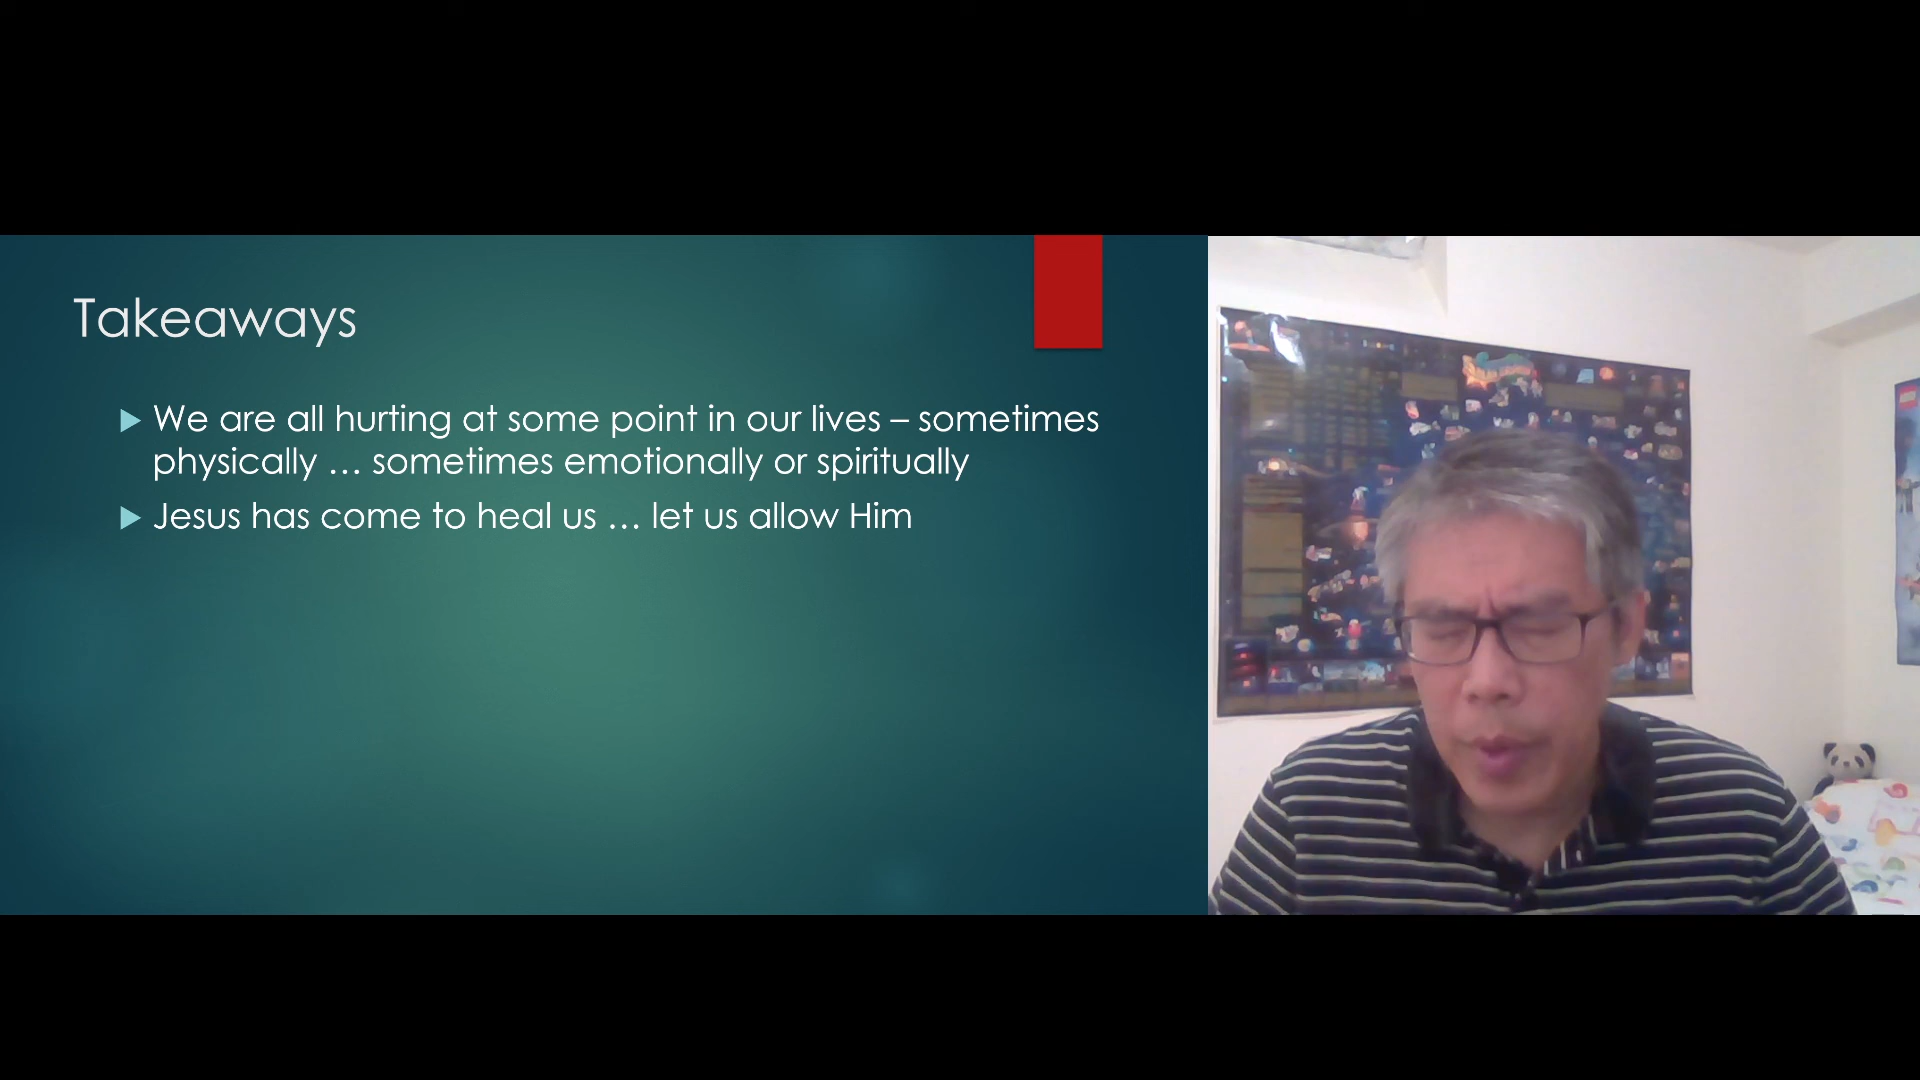 Takeaways
We are all hurting at some point in our lives – sometimes
physically … sometimes emotionally or spiritually
Jesus has come to heal us … let us allow Him